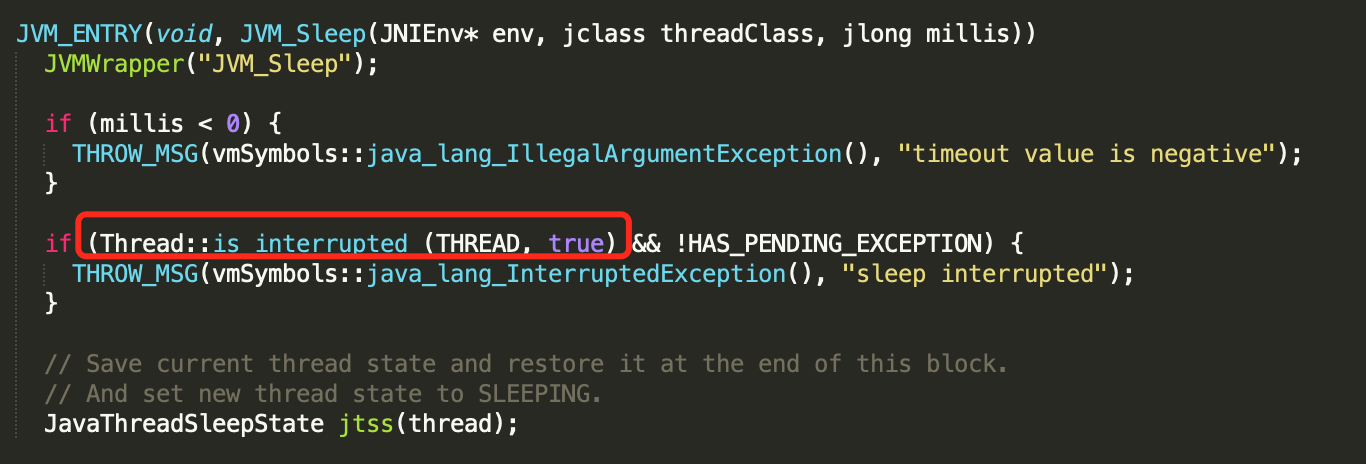 JVM_ENTRY(void, JVM_Sleep(JNIEnv* env, jclass threadClass, jlong millis))
JVMWrapper("JVM_Sleep");
if (millis < 0) {
THROW_MSG(vmSymbols::java_lang_IllegalArgumentException(), "timeout value is negative");
}
if (Thread::is_interrupted (THREAD, true) && !HAS_PENDING_EXCEPTION) {
THROW_MSG(vmSymbols::java_lang_InterruptedException(), "sleep interrupted");
}
// Save current thread state and restore it at the end of this block.
// And set new thread state to SLEEPING.
JavaThreadSleepState jtss(thread);